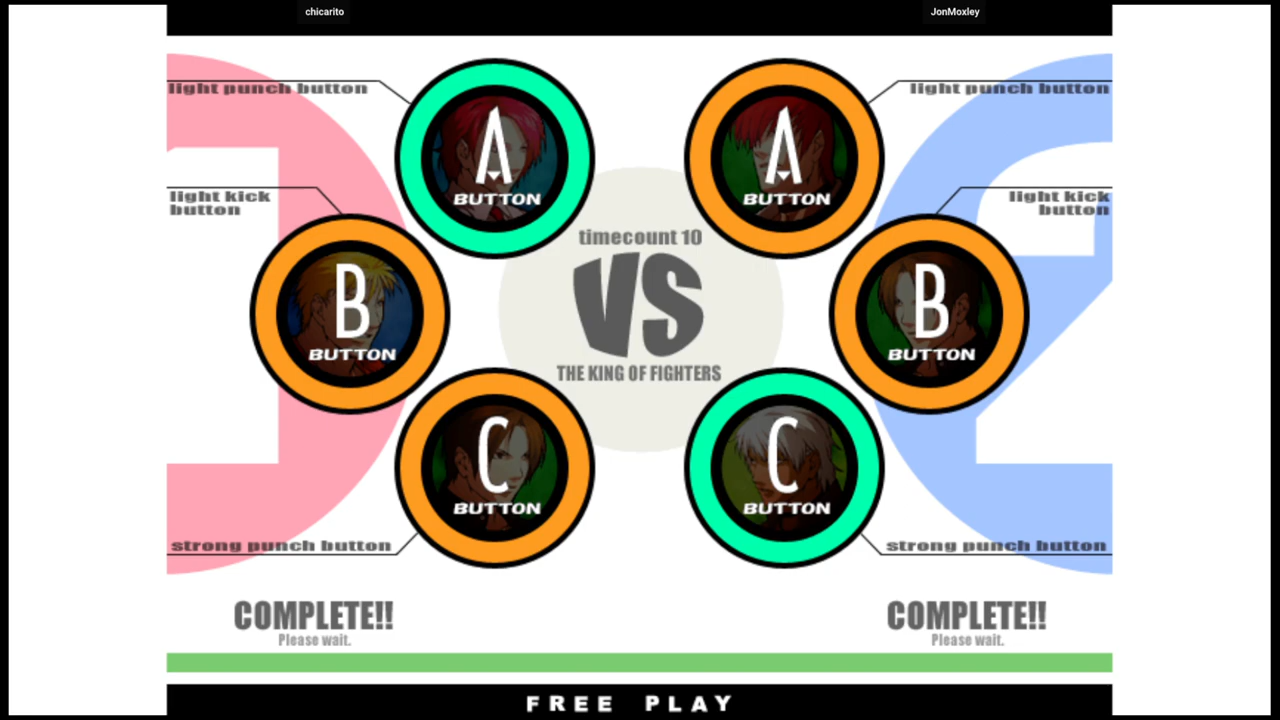 chicarito
JonMoxley
light punch button
light punch button
A
BUTTON
A
BUTTON
light kick
button
light kick
button
B
BUTTON
timecount 10
VS
THE KING OF FIGHTERS
B
BUTTON
C
BUTTON
C
BUTTON
strong punch button
strong punch button
COMPLETE!!
Please wait.
COMPLETE!!
Please wait.
FREE PLAY
1
2